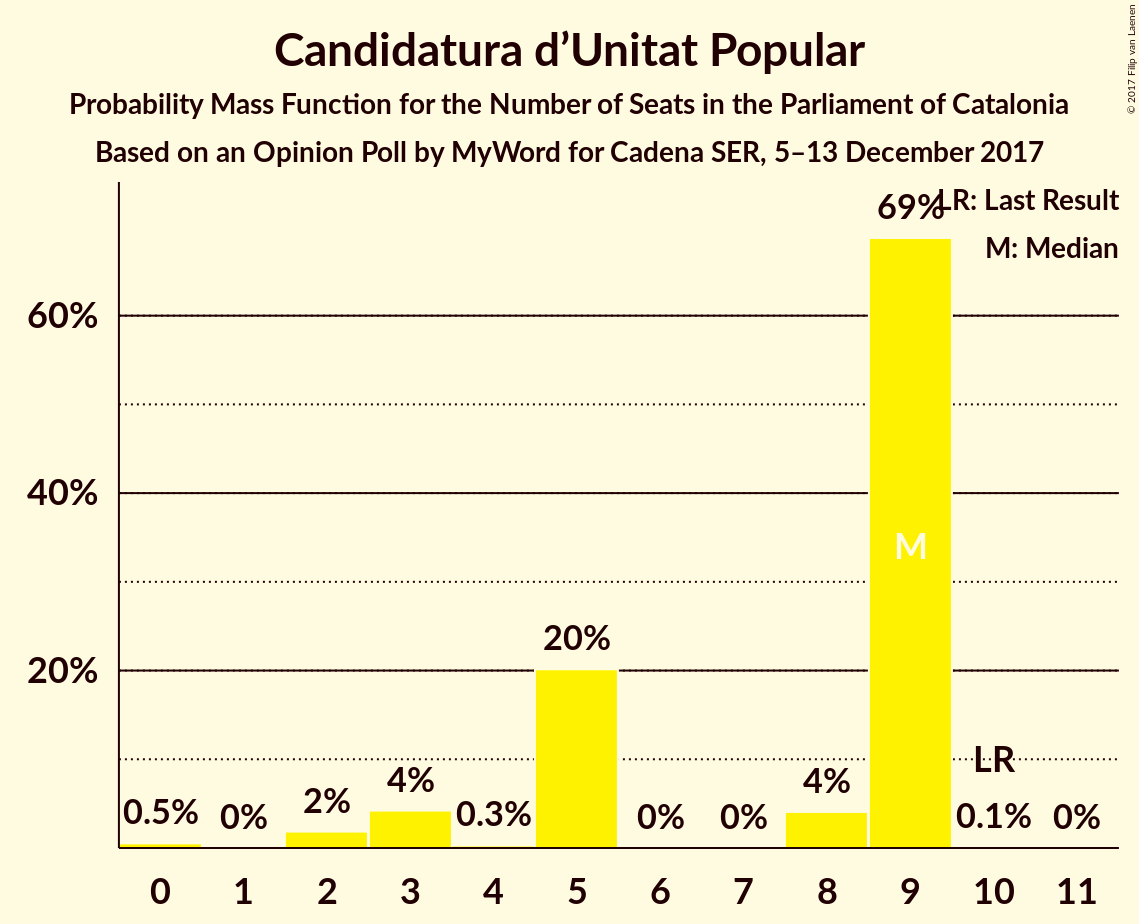 Candidatura d’Unitat Popular
Probability Mass Function for the Number of Seats in the Parliament of Catalonia
Based on an Opinion Poll by MyWord for Cadena SER, 5–13 December 2017
© 2017 Filip van Laenen
LR: Last Result
M: Median
60%
40%
20%
0.5%
0%
2%
4%
0.3%
20%
0%
0%
4%
69%
M
LR
0.1%
0%
0 1 2 3 4 5 6 7 8 9 10 11